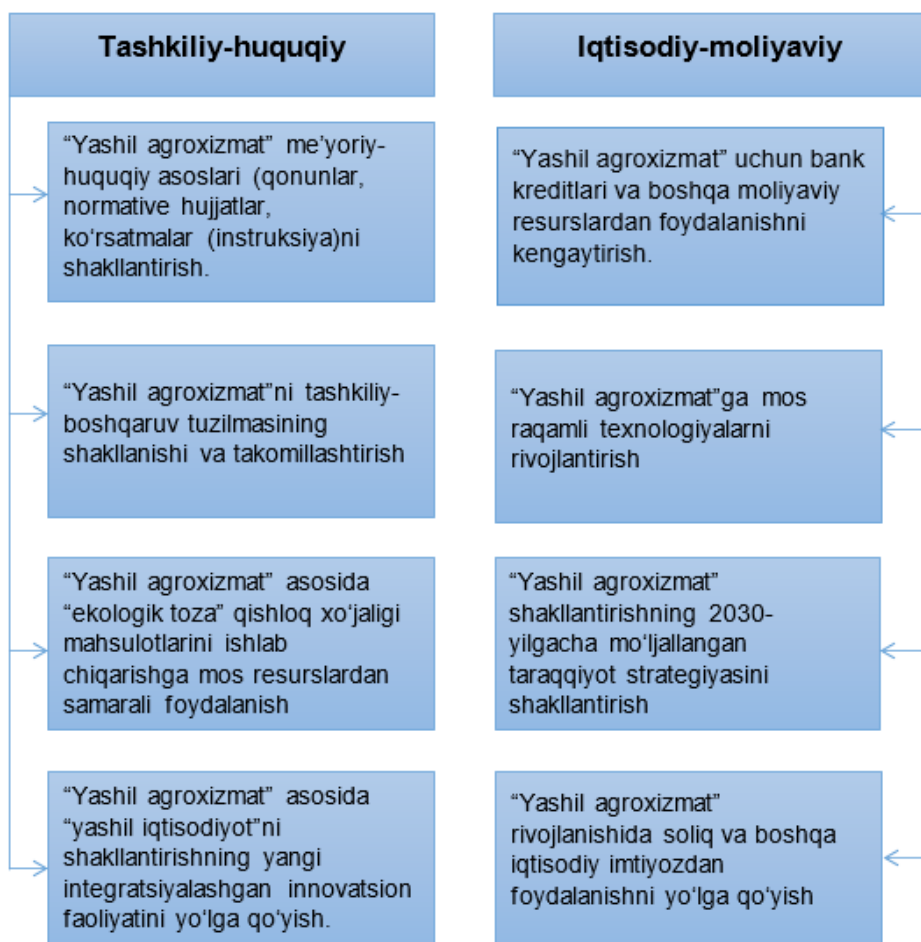 Tashkiliy-huquqiy
“Yashil agroxizmat” me’yoriy-
huquqiy asoslari (qonunlar,
normative hujjatlar,
ko‘rsatmalar (instruksiya)ni
shakllantirish.
“Yashil agroxizmat”ni tashkiliy-
boshqaruv tuzilmasining
shakllanishi va takomillashtirish
“Yashil agroxizmat” asosida
“ekologik toza” qishloq xo‘jaligi
mahsulotlarini ishlab
chiqarishga mos resurslardan
samarali foydalanish
“Yashil agroxizmat” asosida
“yashil iqtisodiyot”ni
shakllantirishning yangi
integratsiyalashgan innovatsion
faoliyatini yo‘lga qo‘yish.
Iqtisodiy-moliyaviy
“Yashil agroxizmat” uchun bank
kreditlari va boshqa moliyaviy
resurslardan foydalanishni
kengaytirish.
“Yashil agroxizmat”ga mos
raqamli texnologiyalarni
rivojlantirish
“Yashil agroxizmat”
shakllantirishning 2030-
yilgacha mo‘ljallangan
taraqqiyot strategiyasini
shakllantirish
“Yashil agroxizmat”
rivojlanishida soliq va boshqa
iqtisodiy imtiyozdan
foydalanishni yo‘lga qo‘yish